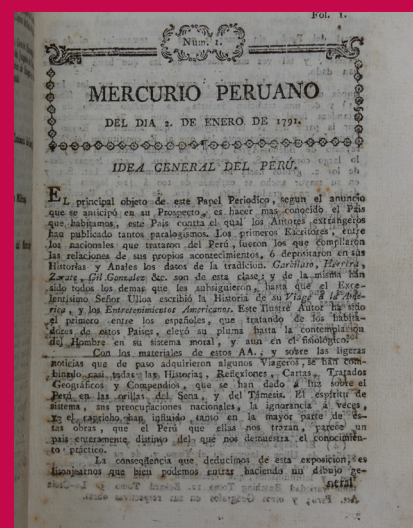 Fol. 1.
Núm. 1.
MERCURIO PERUANO
DEL DIA 2. DE ENERO DE 1791.
IDEA GENERAL DEL PERÚ.
EL principal objeto de este Papel Periodico, segun el anuncio
que se anticipó en su Prospecto, es hacer mas conocido el Pais
que habitamos, este Pais contra el qual los Autores extrangeros
han publicado tantos paralogismos. Los primeros Escritores, entre
los nacionales que trataron del Perú, fueron los que compilaron
las relaciones de sus propios acontecimientos, ó depositaron en sus
Historias y Anales los datos de la tradicion. Garcilaso, Herrera
Zarate, Gil Gonzalez &c. son de esta clase: y de la misma han
sido todos los demas que les subsiguieron, hasta que el Exce-
lentisimo Señor Ulloa escribió la Historia de su Viage á la Amé-
rica, y los Entretenimientos Americanos. Este Ilustre Autor ha sido
el primero entre los españoles, que tratando de los habita-
dores de estos Paises, elevó su pluma hasta la contemplacion
del Hombre en su sistema moral, y aun en el fisiológico.
Con los materiales de estos AA., y sobre las ligeras
noticias que de paso adquirieron algunos Viageros, se han com-
binado casi todas las Historias, Reflexiones, Cartas, Tratados
Geográficos y Compendios, que se han dado á luz sobre el
Perú en las orillas del Sena, y del Támesis. El espiritu de
sistema, sus preocupaciones nacionales, la ignorancia á veces,
y el capricho han influido tanto en la mayor parte de es-
tas obras, que el Perú que ellas nos trazan, parece un
pais enteramente distinto del que nos demuestra el conocimien-
to práctico.
La conseqüencia que deducimos de esta exposicion, es
lisonjearnos que bien podemos entrar haciendo un dibujo ge-
neral